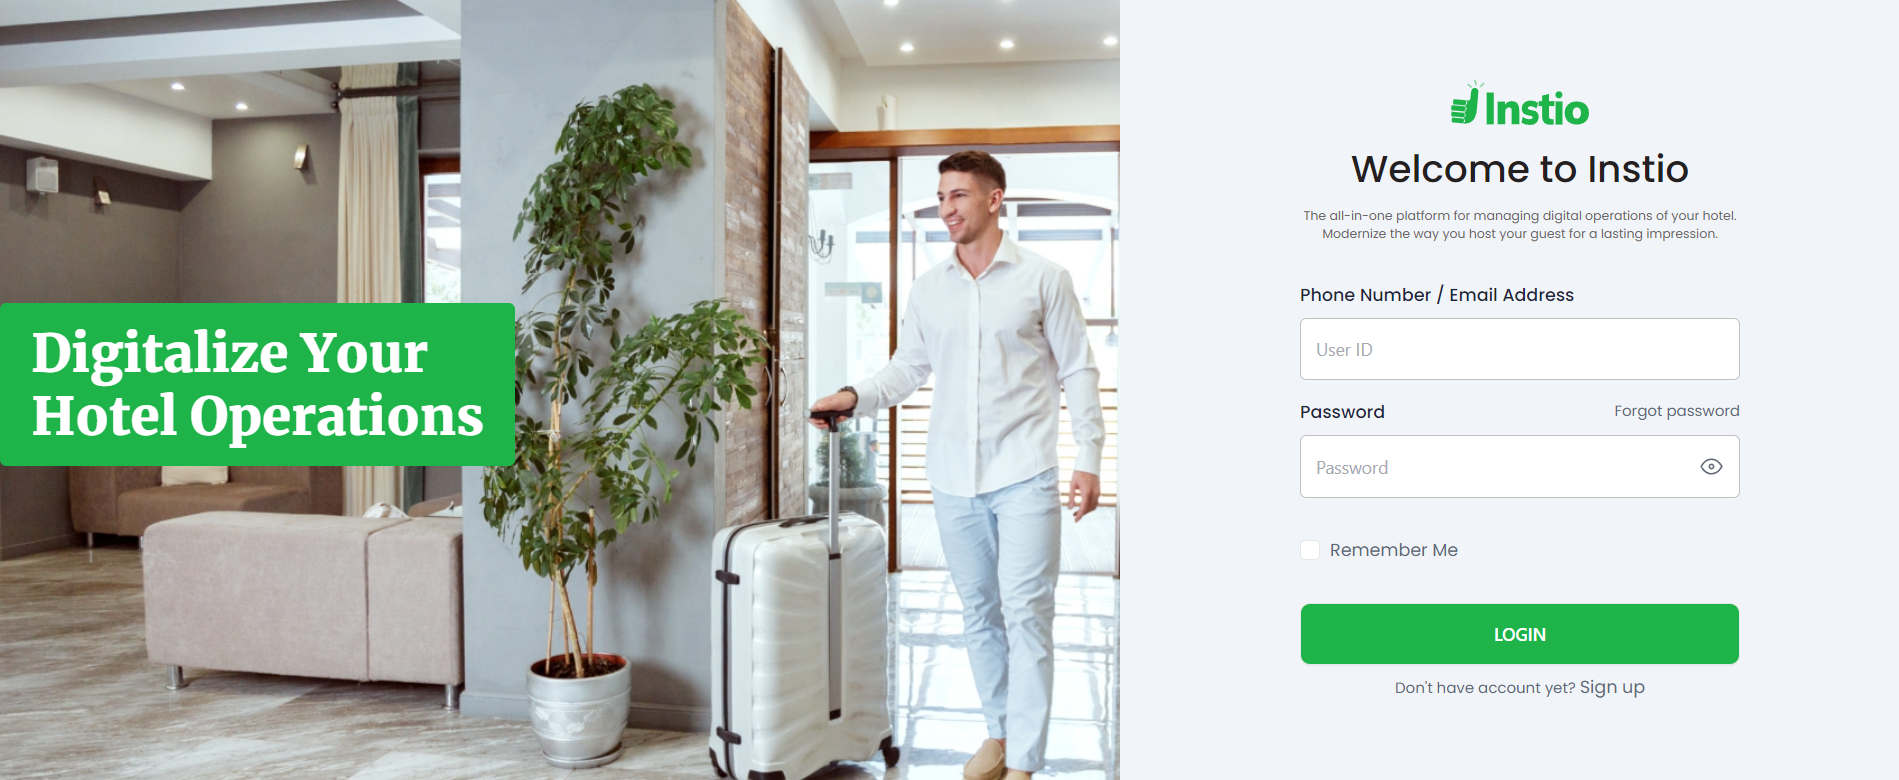 Digitalize Your
Hotel Operations
Instio
Welcome to Instio
The all-in-one platform for managing digital operations of your hotel.
Modernize the way you host your guest for a lasting impression.
Phone Number / Email Address
User ID
Password
Forgot password
Password
Remember Me
LOGIN
Don't have account yet? Sign up